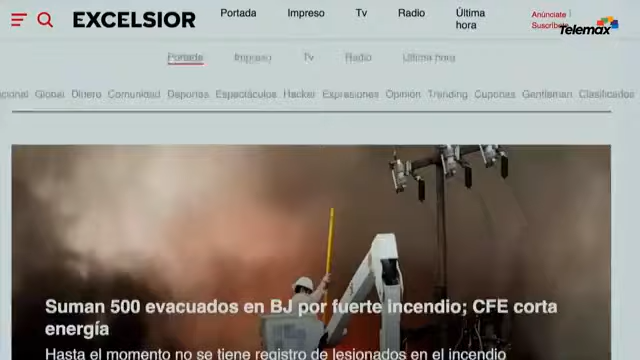 EXCELSIOR
Portada Impreso Tv Radio Última hora
Anúnciate
Suscríbete
Telemax
Portada Impreso Tv Radio Última hora
cional Global Dinero Comunidad Deportes Espectáculos Hacker Expresiones Opinión Trending Cuponas Gentleman Clasificados
Suman 500 evacuados en BJ por fuerte incendio; CFE corta
energía
Hasta el momento no se tiene registro de lesionados en el incendio